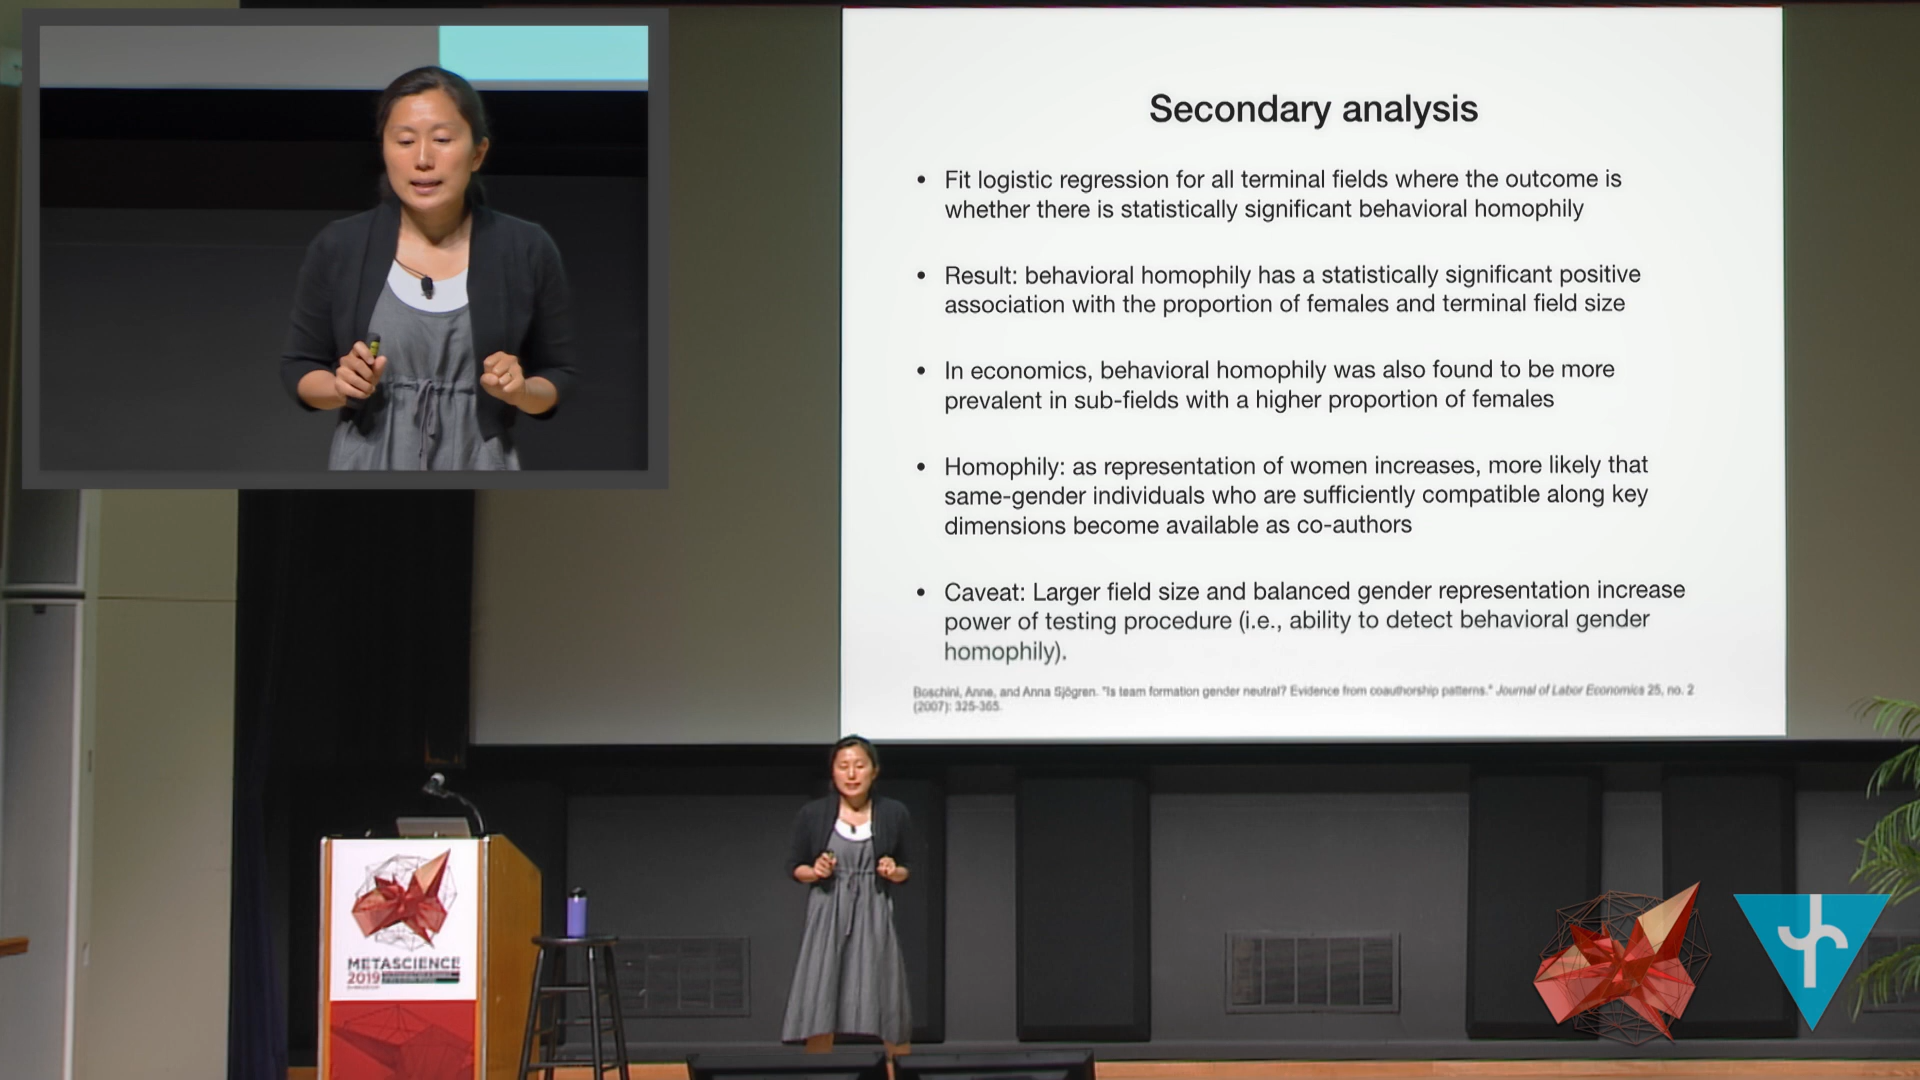 Secondary analysis
• Fit logistic regression for all terminal fields where the outcome is
whether there is statistically significant behavioral homophily
• Result: behavioral homophily has a statistically significant positive
association with the proportion of females and terminal field size
• In economics, behavioral homophily was also found to be more
prevalent in sub-fields with a higher proportion of females
• Homophily: as representation of women increases, more likely that
same-gender individuals who are sufficiently compatible along key
dimensions become available as co-authors
• Caveat: Larger field size and balanced gender representation increase
power of testing procedure (i.e., ability to detect behavioral gender
homophily).
Boschini, Anne, and Anna Sjögren. "Is team formation gender neutral? Evidence from coauthorship patterns." Journal of Labor Economics 25, no. 2
(2007): 325-365.
METASCIENCE
2019